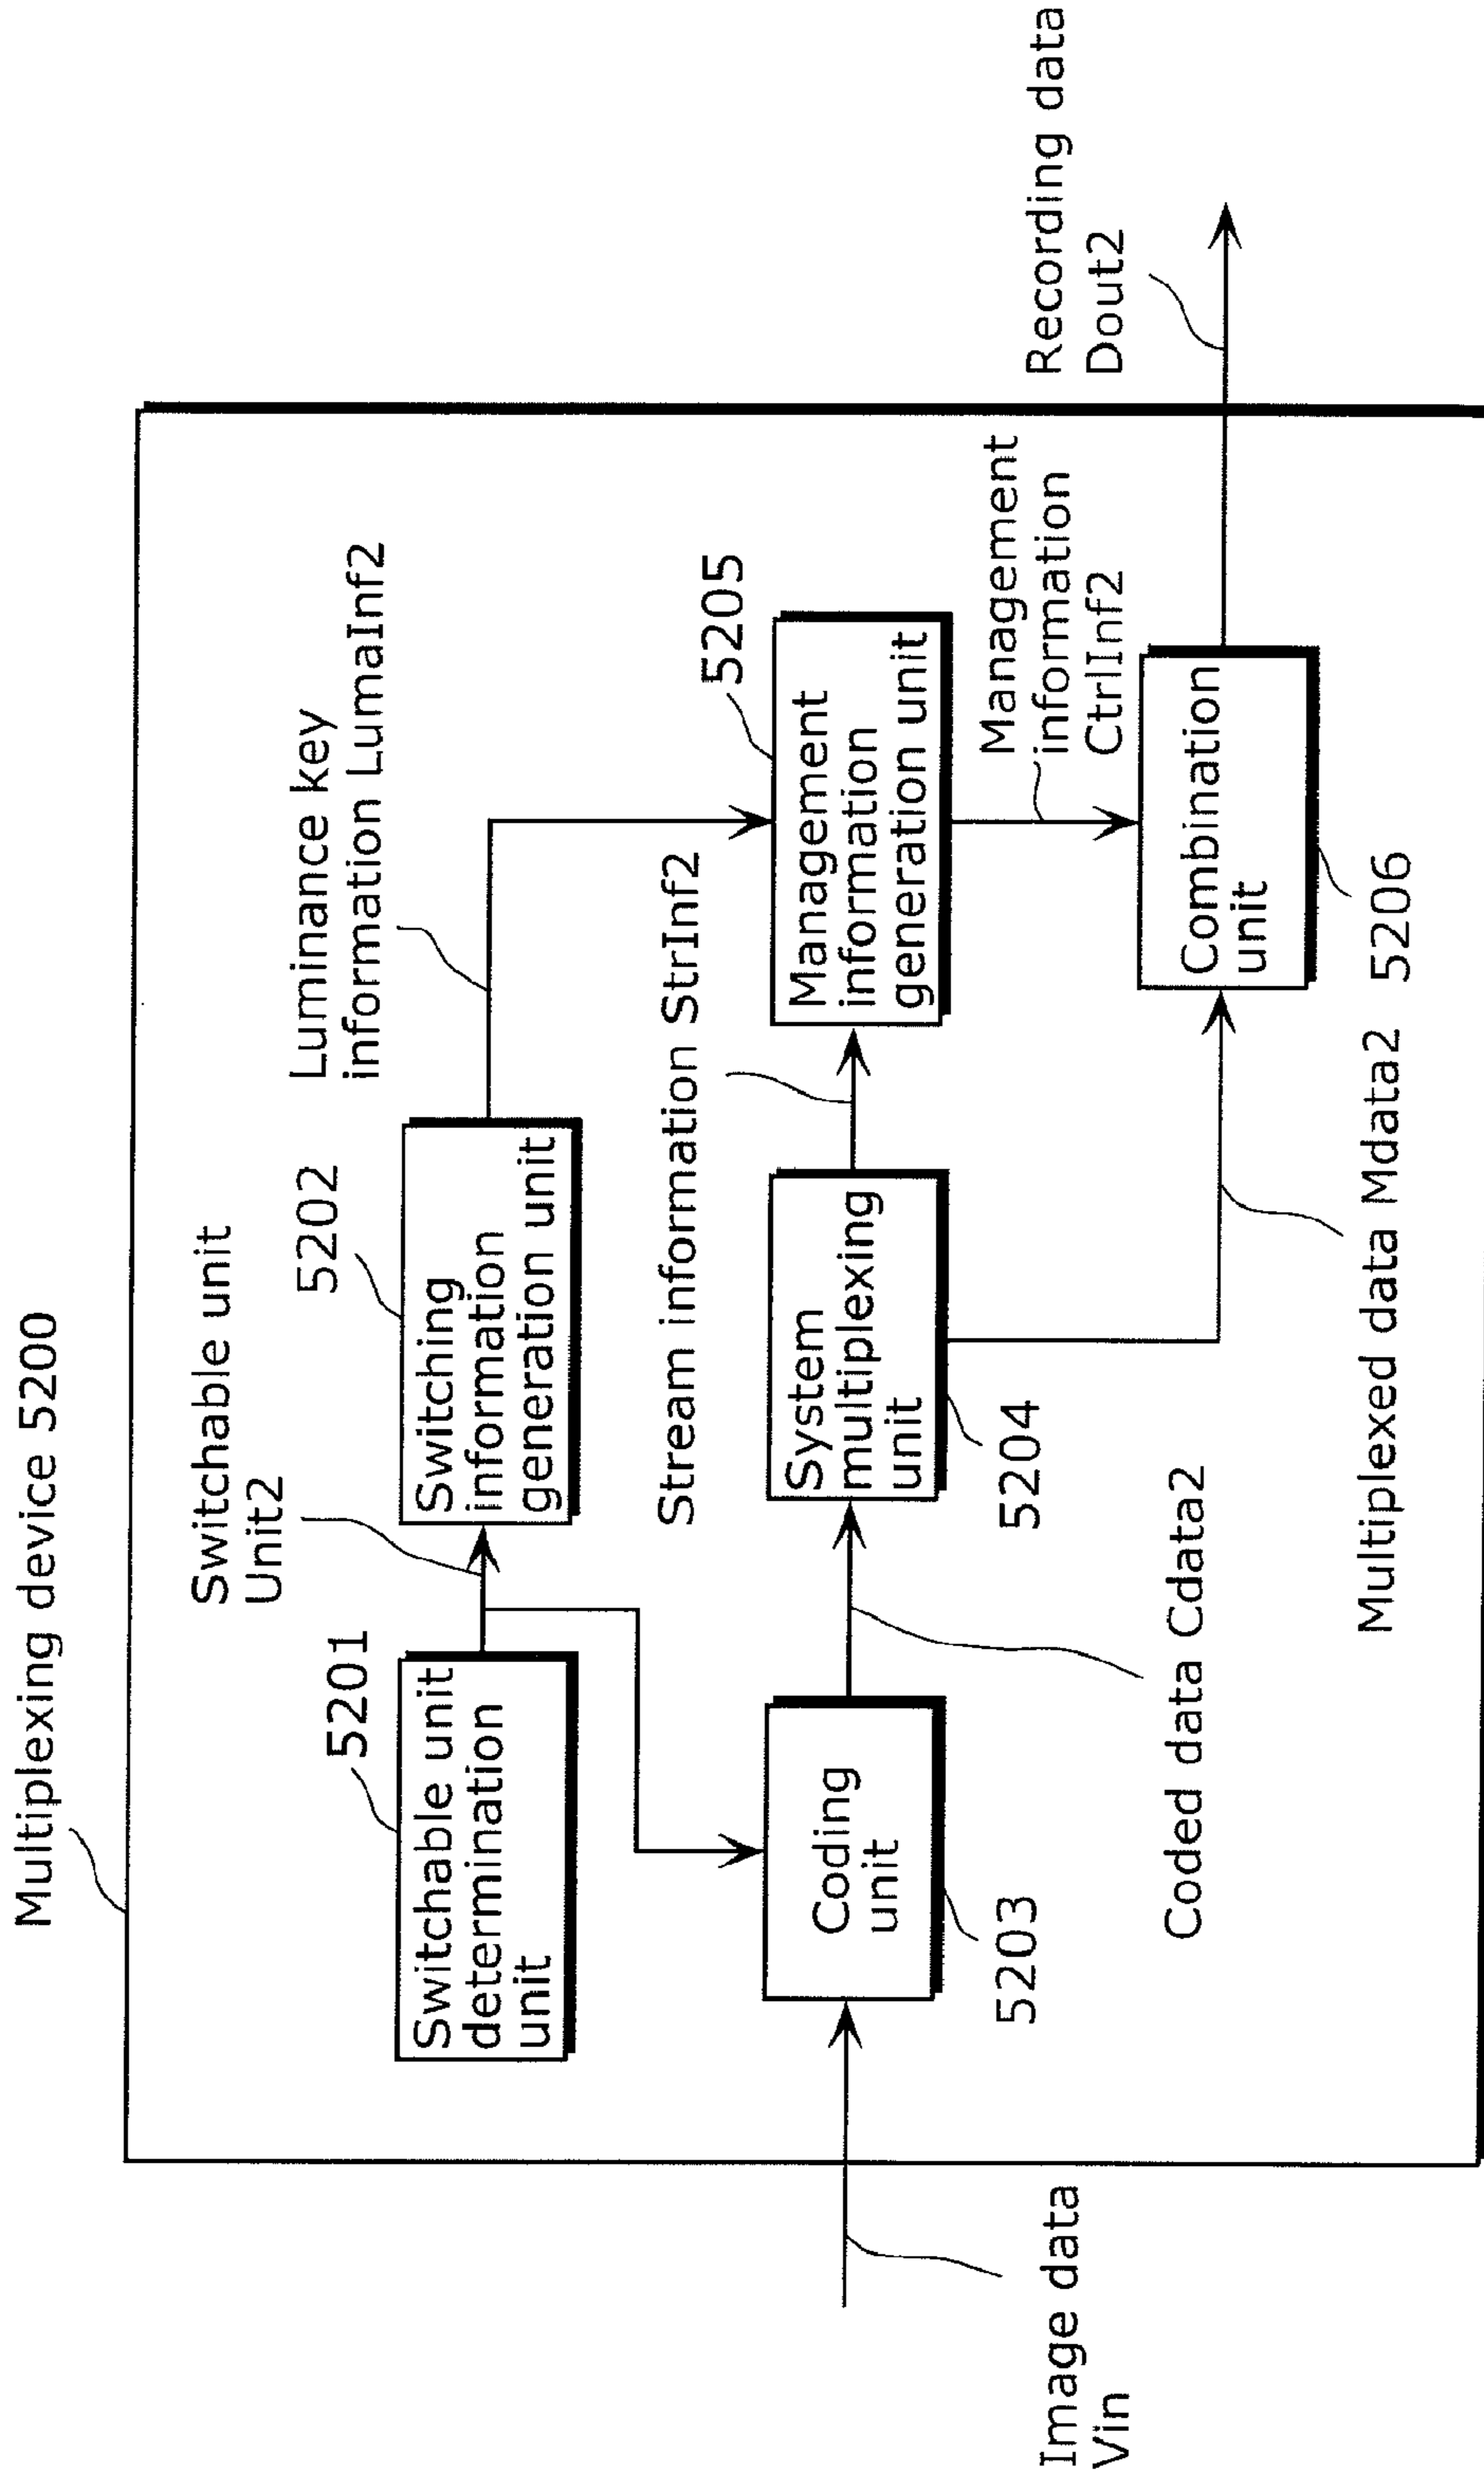 Multiplexing device 5200
Switchable unit
Unit2
Luminance key
information LumaInf2
5201
5202
Switchable unit
determination
unit
Switching
information
generation unit
Stream information StrInf2
5205
Coding
unit
System
multiplexing
unit
Management
information
generation unit
5203
5204
Management
information
CtrlInf2
Image data
Vin
Coded data Cdata2
Combination
unit
Recording data
Dout2
Multiplexed data Mdata2
5206